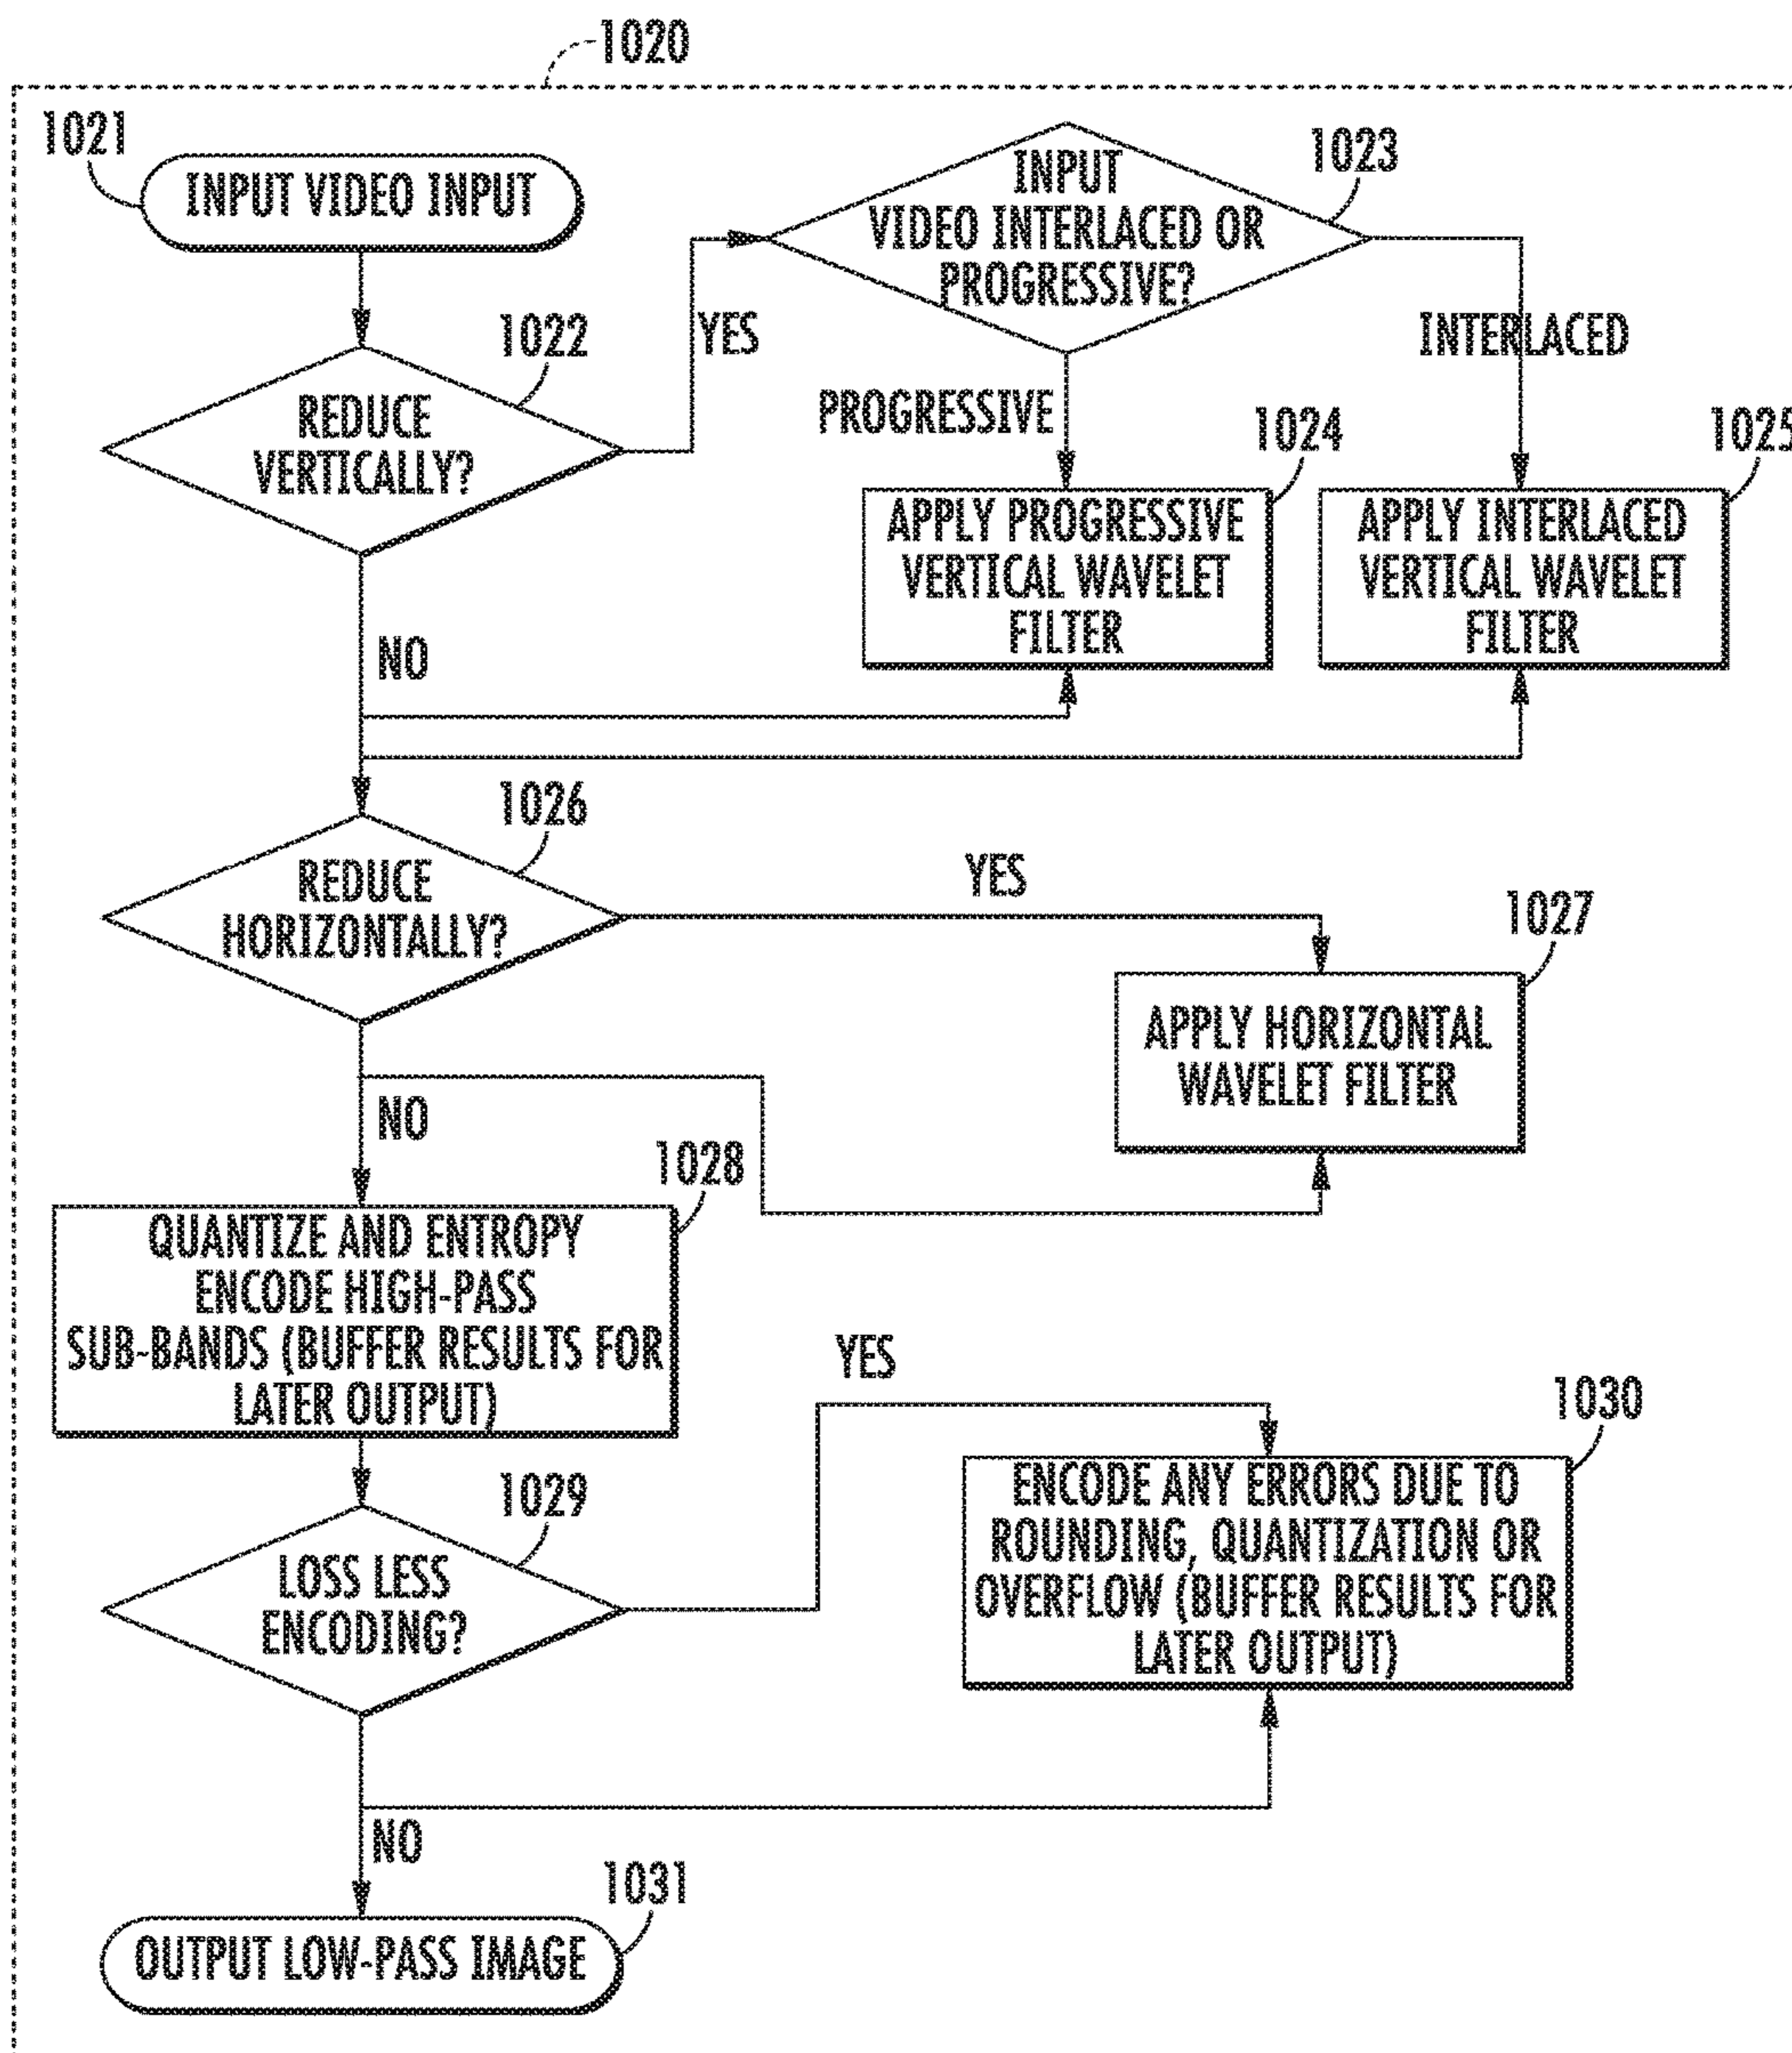 1020
1021
INPUT VIDEO INPUT
1023
INPUT
VIDEO INTERLACED OR
PROGRESSIVE?
1022
REDUCE
VERTICALLY?
YES
INTERLACED
PROGRESSIVE
1024
APPLY PROGRESSIVE
VERTICAL WAVELET
FILTER
1025
APPLY INTERLACED
VERTICAL WAVELET
FILTER
NO
1026
REDUCE
HORIZONTALLY?
YES
1027
APPLY HORIZONTAL
WAVELET FILTER
NO
1028
QUANTIZE AND ENTROPY
ENCODE HIGH-PASS
SUB-BANDS (BUFFER RESULTS FOR
LATER OUTPUT)
YES
1029
LOSS LESS
ENCODING?
1030
ENCODE ANY ERRORS DUE TO
ROUNDING, QUANTIZATION OR
OVERFLOW (BUFFER RESULTS FOR
LATER OUTPUT)
NO
1031
OUTPUT LOW-PASS IMAGE